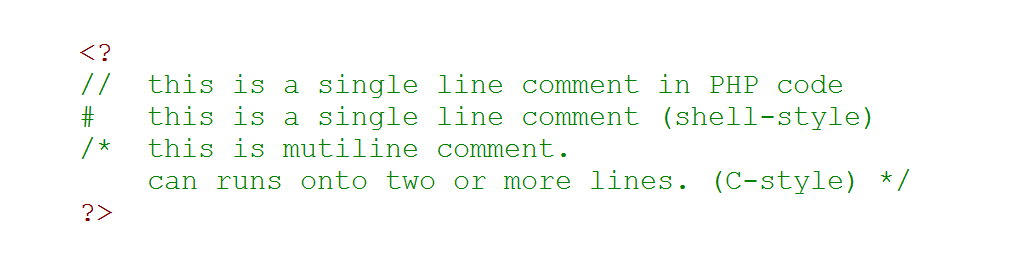 <?
//  this is a single line comment in PHP code
#   this is a single line comment (shell-style)
/*  this is mutiline comment.
    can runs onto two or more lines. (C-style) */
?>